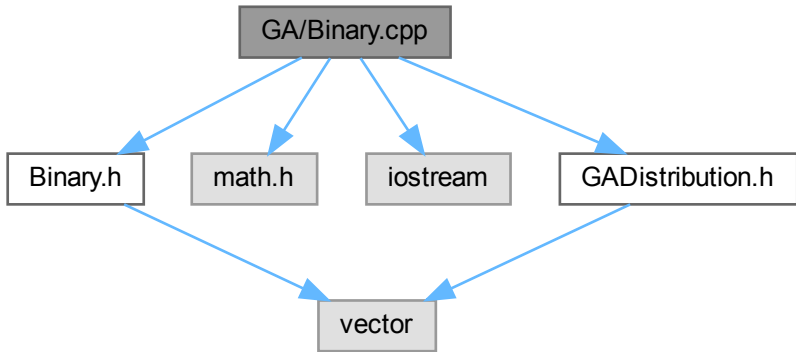 GA/Binary.cpp
Binary.h
math.h
iostream
GADistribution.h
vector